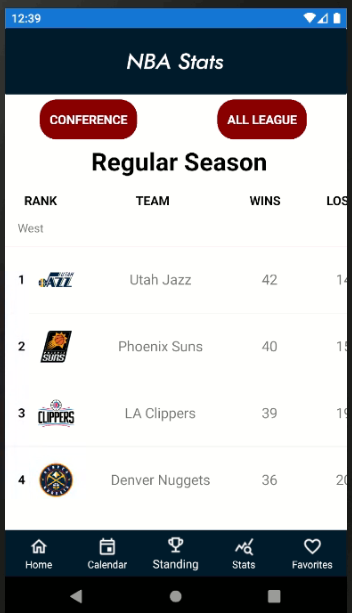 12:39
NBA Stats
CONFERENCE ALL LEAGUE
Regular Season
RANK TEAM WINS LOS
West
1 UTAH JAZZ Utah Jazz 42 14
2 SUNS Phoenix Suns 40 15
3 CLIPPERS LA Clippers 39 19
4 Denver Nuggets 36 20
Home Calendar Standing Stats Favorites